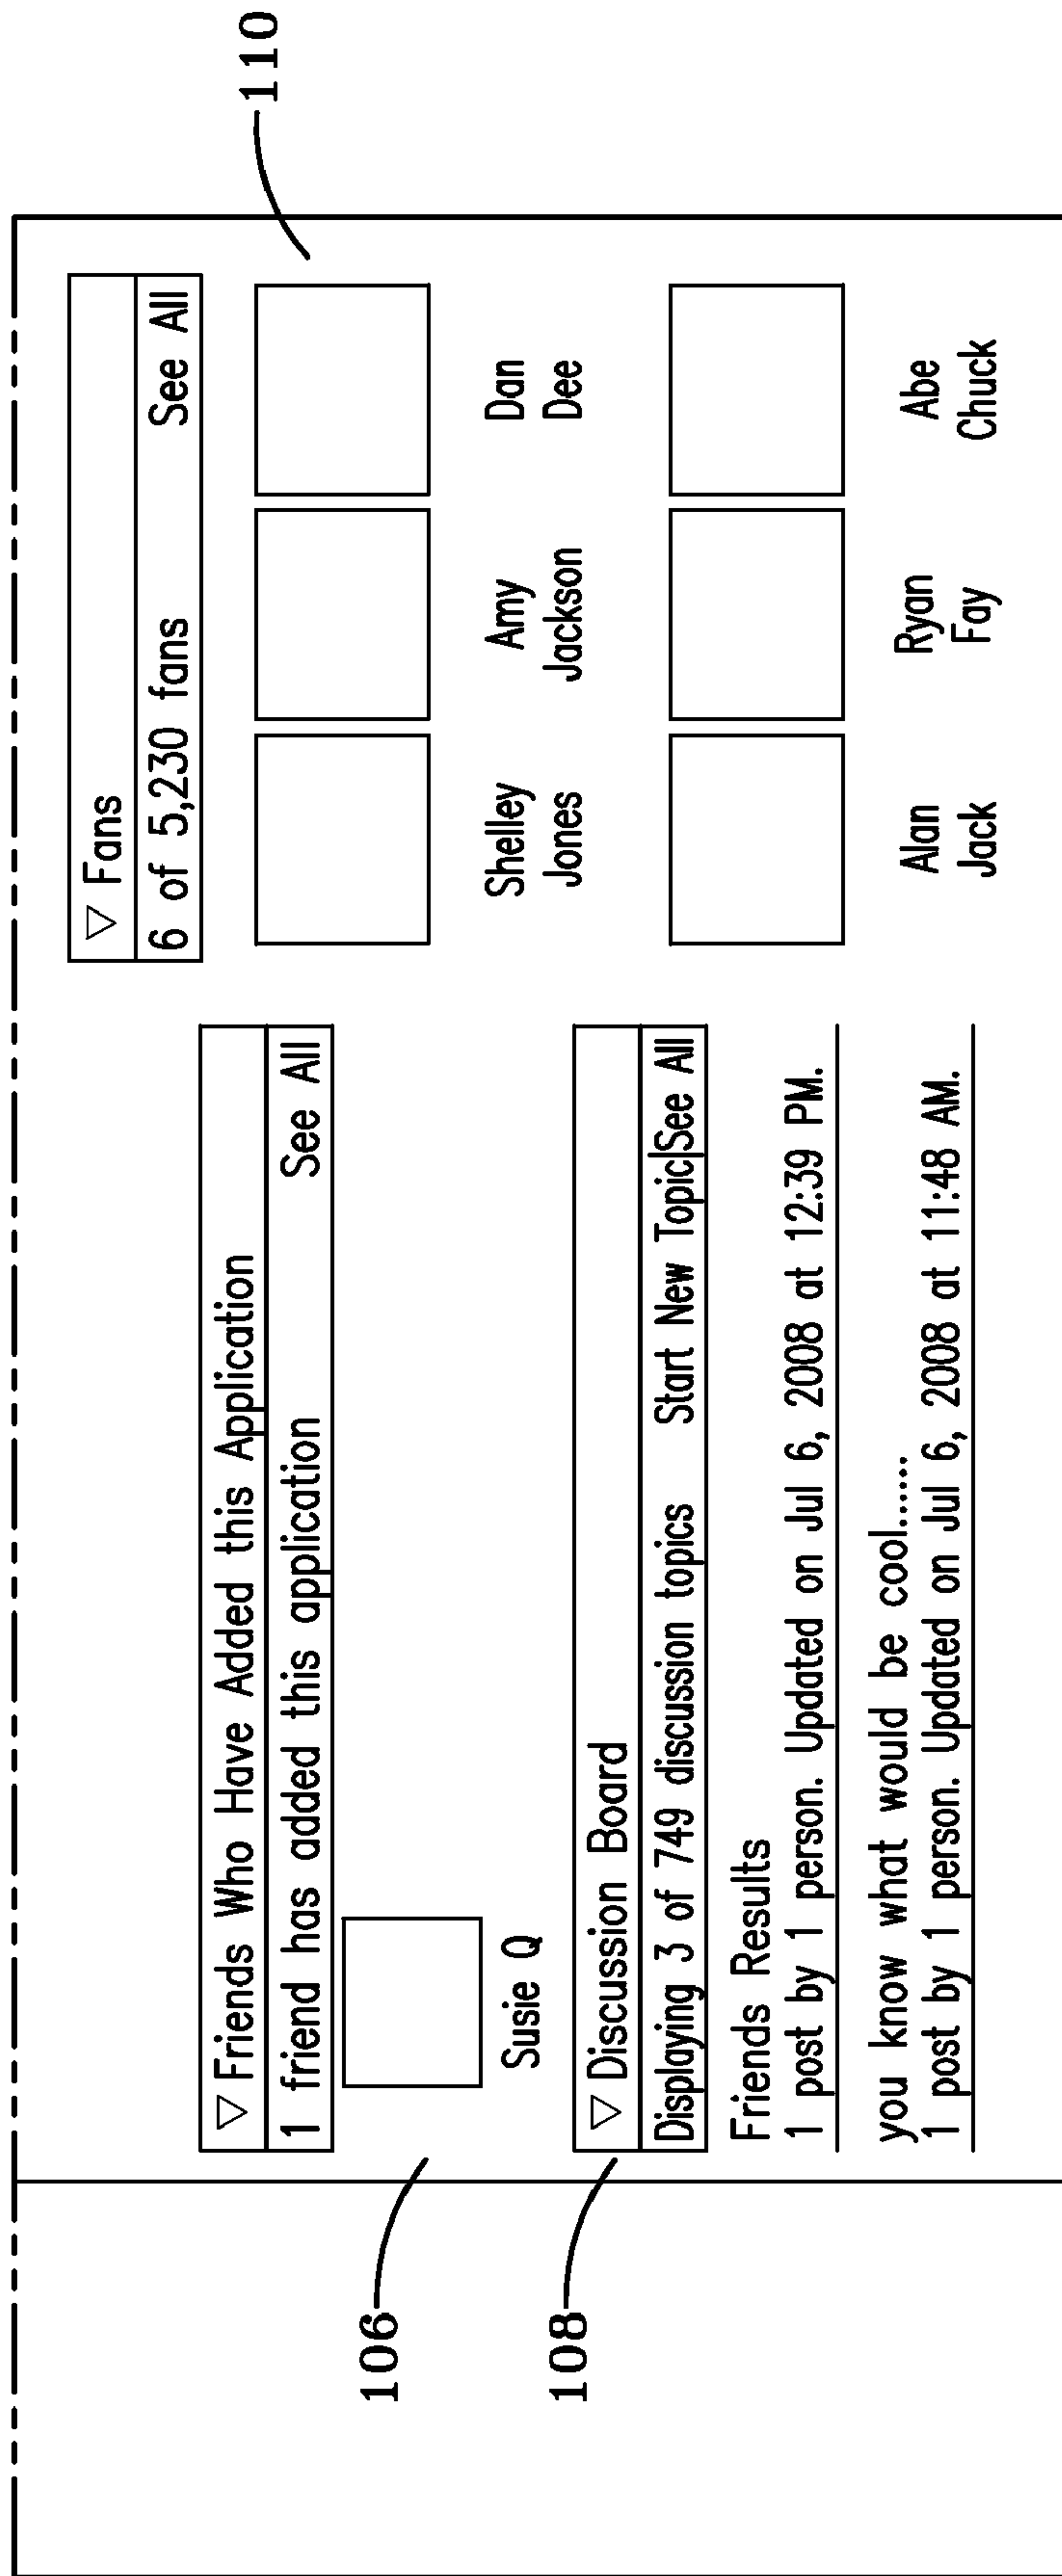 ▽ Friends Who Have Added this Application
1 friend has added this application See All
Susie Q
106
▽ Discussion Board
Displaying 3 of 749 discussion topics Start New Topic|See All
108
Friends Results
1 post by 1 person. Updated on Jul 6, 2008 at 12:39 PM.
you know what would be cool......
1 post by 1 person. Updated on Jul 6, 2008 at 11:48 AM.
▽ Fans
6 of 5,230 fans See All
110
Shelley
Jones
Amy
Jackson
Dan
Dee
Alan
Jack
Ryan
Fay
Abe
Chuck